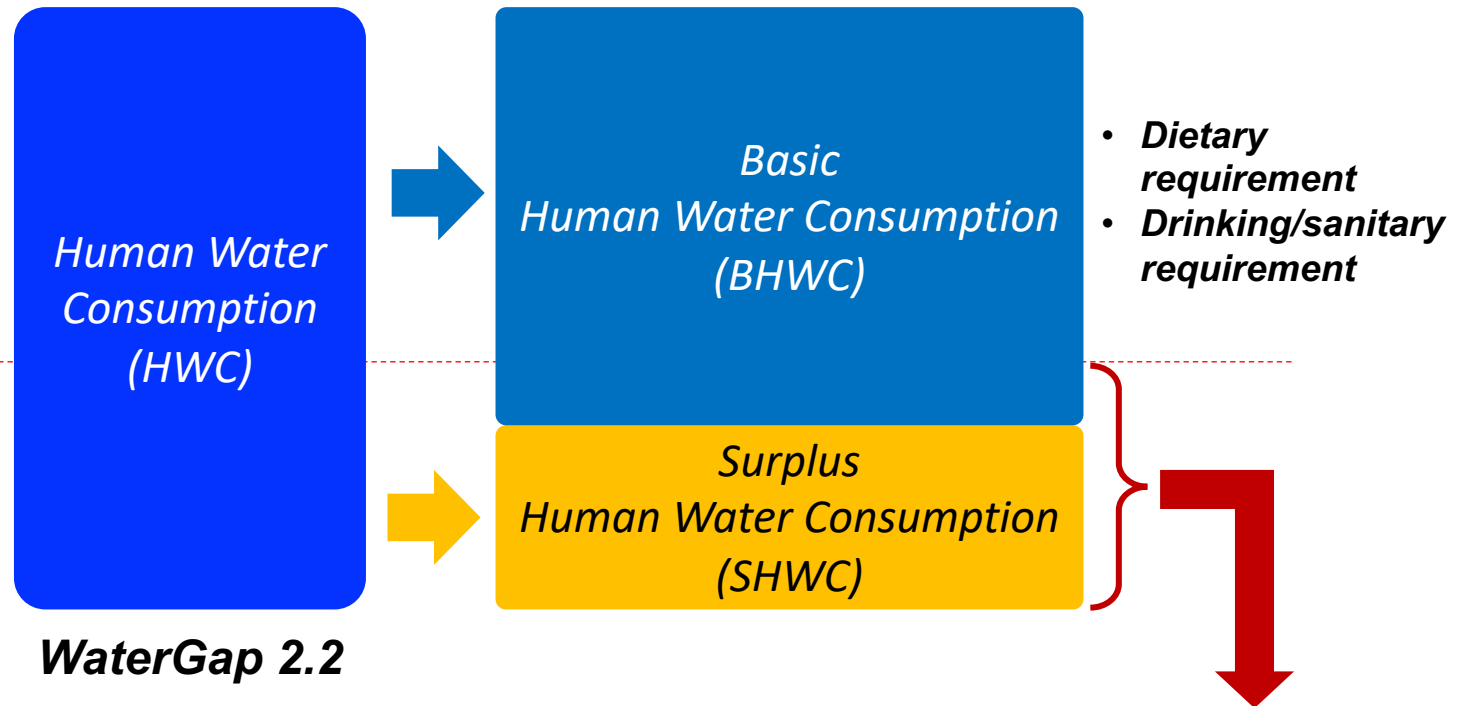 Human Water
Consumption
(HWC)
WaterGap 2.2
Basic
Human Water Consumption
(BHWC)
Surplus
Human Water Consumption
(SHWC)
• Dietary
requirement
• Drinking/sanitary
requirement